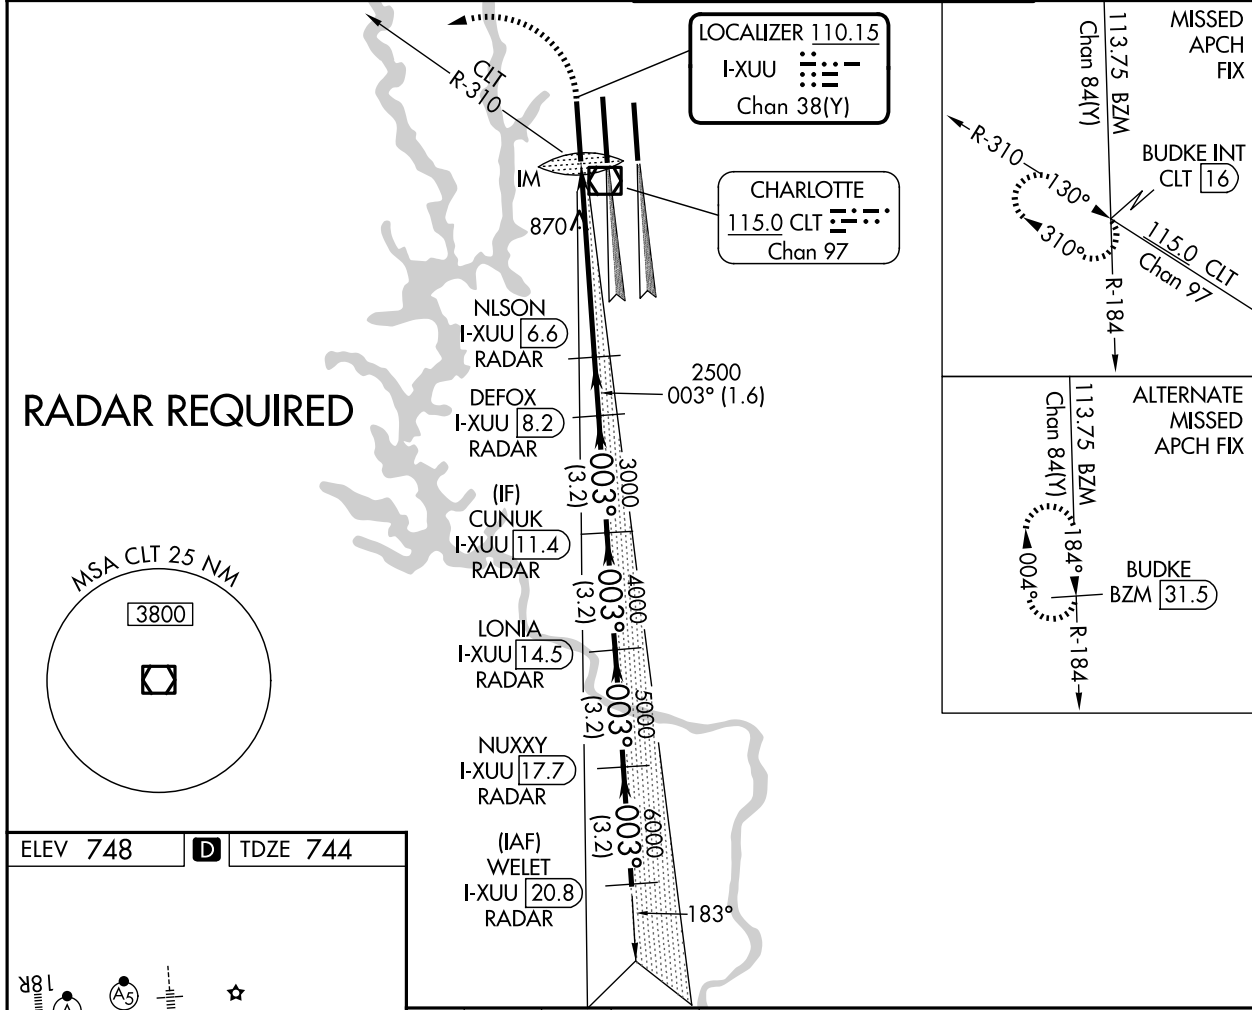 LOCALIZER 110.15
I-XUU
Chan 38(Y)
CLT
R-310
IM
870
CHARLOTTE
115.0 CLT
Chan 97
NLSON
I-XUU 6.6
RADAR
2500
003° (1.6)
DEFOX
I-XUU 8.2
RADAR
RADAR REQUIRED
3000
003°
(3.2)
(IF)
CUNUK
I-XUU 11.4
RADAR
4000
003°
(3.2)
LONIA
I-XUU 14.5
RADAR
5000
003°
(3.2)
NUXXY
I-XUU 17.7
RADAR
6000
003°
(3.2)
(IAF)
WELET
I-XUU 20.8
RADAR
183°
MSA CLT 25 NM
3800
MISSED
APCH
FIX
113.75 BZM
Chan 84(Y)
R-310
130°
310°
BUDKE INT
CLT 16
115.0 CLT
Chan 97
R-184
ALTERNATE
MISSED
APCH FIX
113.75 BZM
Chan 84(Y)
184°
004°
BUDKE
BZM 31.5
R-184
ELEV 748 D TDZE 744
18R
A5
A